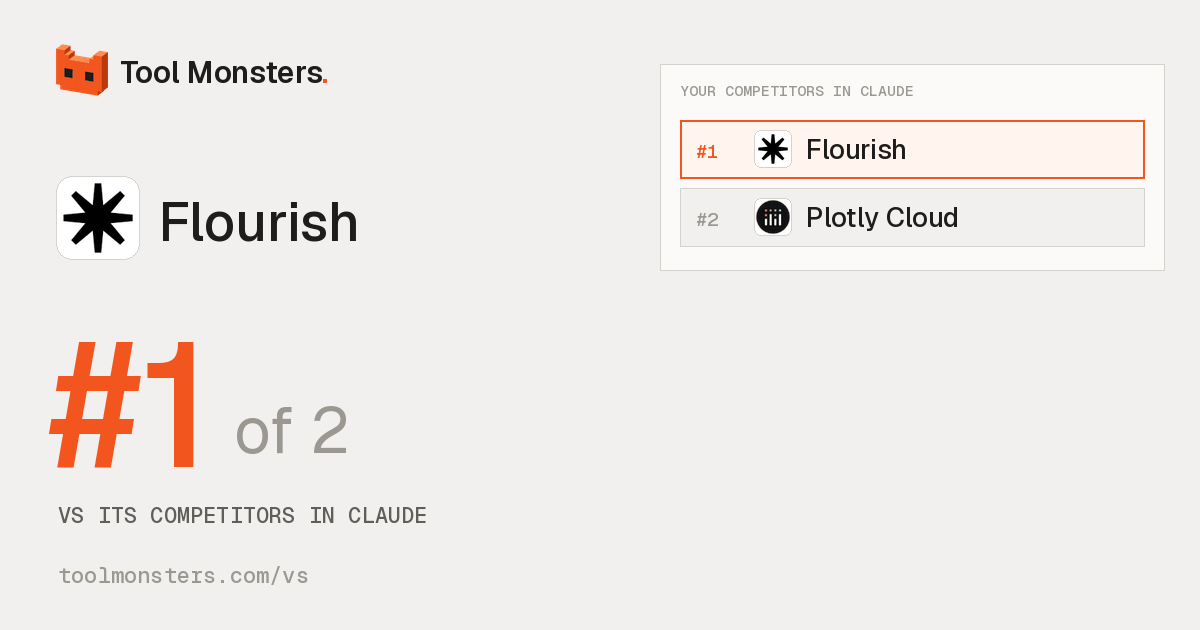 Tool Monsters.
Flourish
#1 of 2
VS ITS COMPETITORS IN CLAUDE
toolmonsters.com/vs
YOUR COMPETITORS IN CLAUDE
#1 Flourish
#2 Plotly Cloud